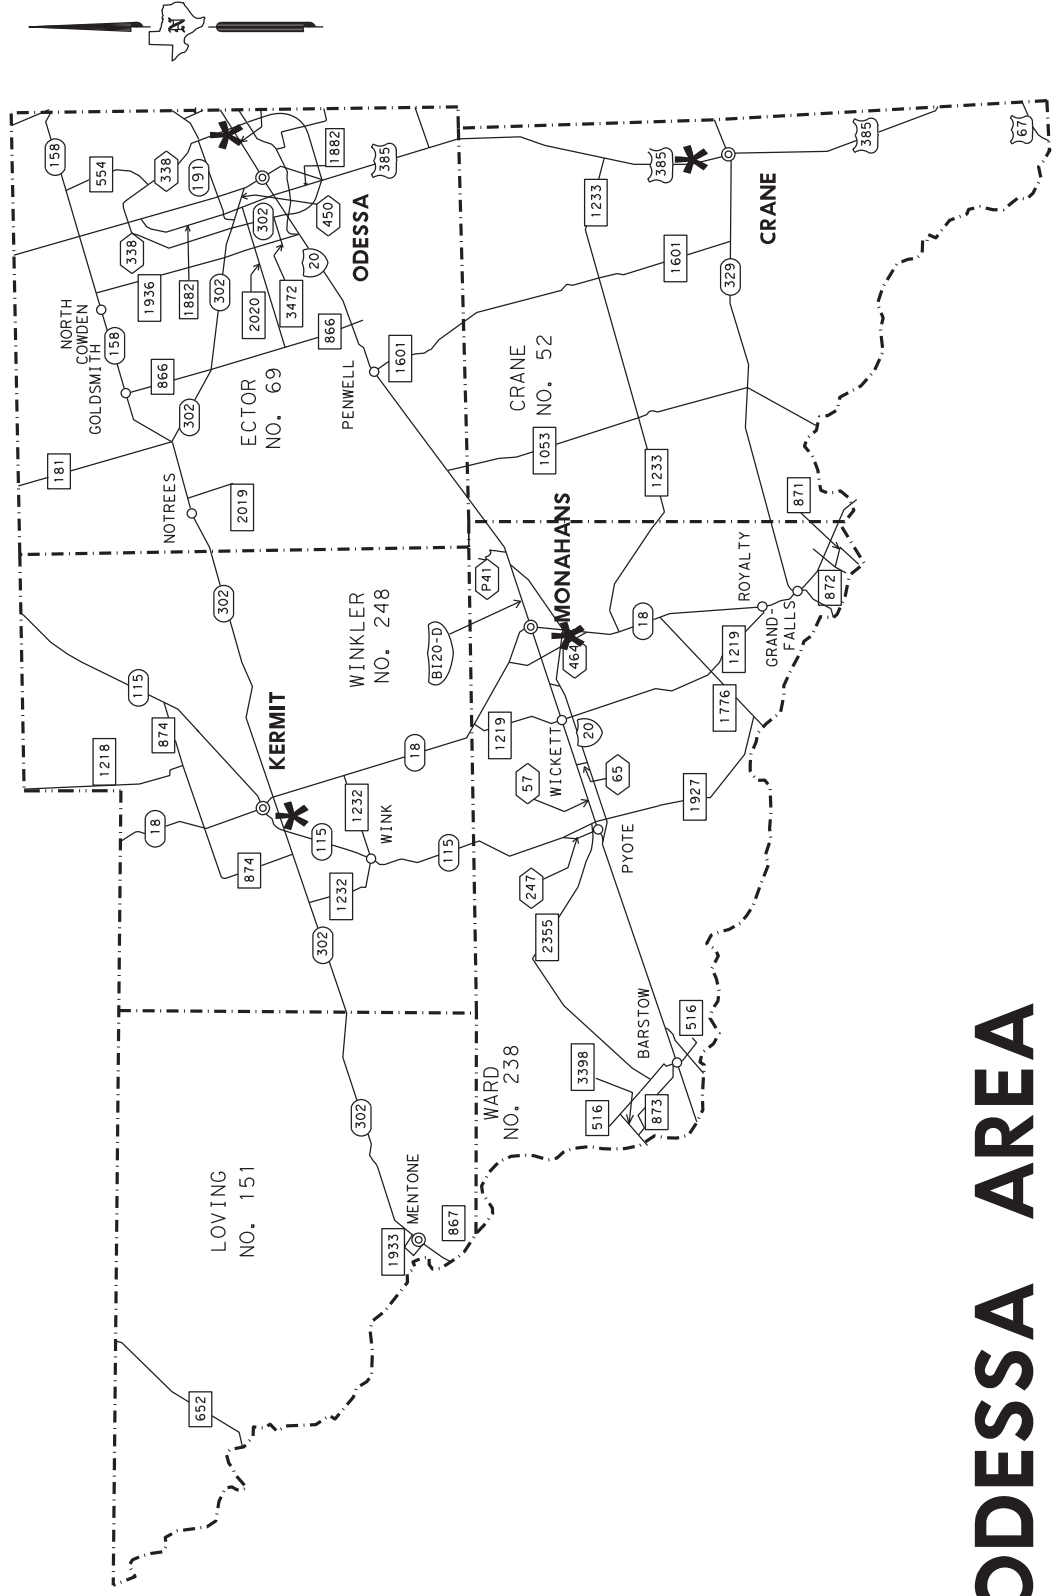 N
652
LOVING
NO. 151
302
1933
MENTONE
867
WARD
NO. 238
3398
516
873
BARSTOW
516
18
874
1218
874
115
KERMIT
115
1232
WINK
1232
302
18
115
WINKLER
NO. 248
302
247
2355
PYOTE
57
65
WICKETT
20
1219
1927
1776
1219
BI20-D
P41
MONAHANS
464
18
ROYALTY
GRAND-
FALLS
872
871
181
NOTREES
2019
302
GOLDSMITH
866
158
NORTH
COWDEN
ECTOR
NO. 69
1936
1882
302
2020
3472
866
PENWELL
1601
338
158
554
338
191
302
450
20
ODESSA
1882
385
CRANE
NO. 52
1053
1233
1233
1601
329
385
CRANE
385
67
ODESSA AREA